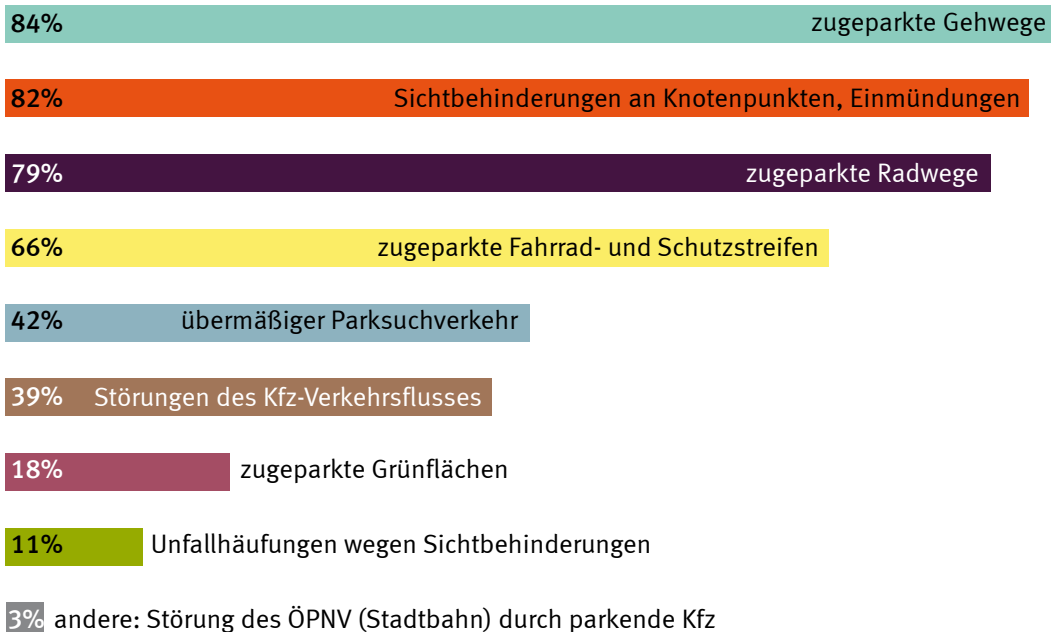 84% zugeparkte Gehwege
82% Sichtbehinderungen an Knotenpunkten, Einmündungen
79% zugeparkte Radwege
66% zugeparkte Fahrrad- und Schutzstreifen
42% übermäßiger Parksuchverkehr
39% Störungen des Kfz-Verkehrsflusses
18% zugeparkte Grünflächen
11% Unfallhäufungen wegen Sichtbehinderungen
3% andere: Störung des ÖPNV (Stadtbahn) durch parkende Kfz